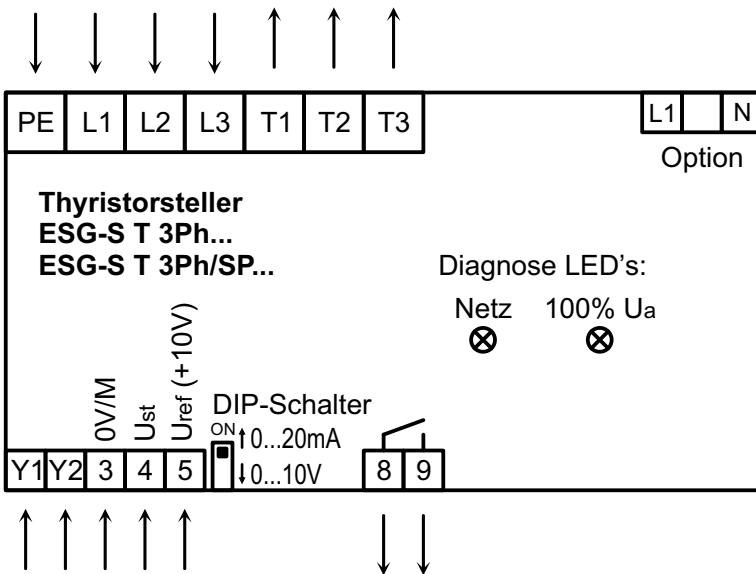 PE L1 L2 L3 T1 T2 T3
L1 N
Option
Thyristorsteller
ESG-S T 3Ph...
ESG-S T 3Ph/SP...
Diagnose LED's:
Netz 100% Ua
0V/M
Ust
Uref (+10V)
DIP-Schalter
ON 0...20mA
0...10V
Y1 Y2 3 4 5
8 9